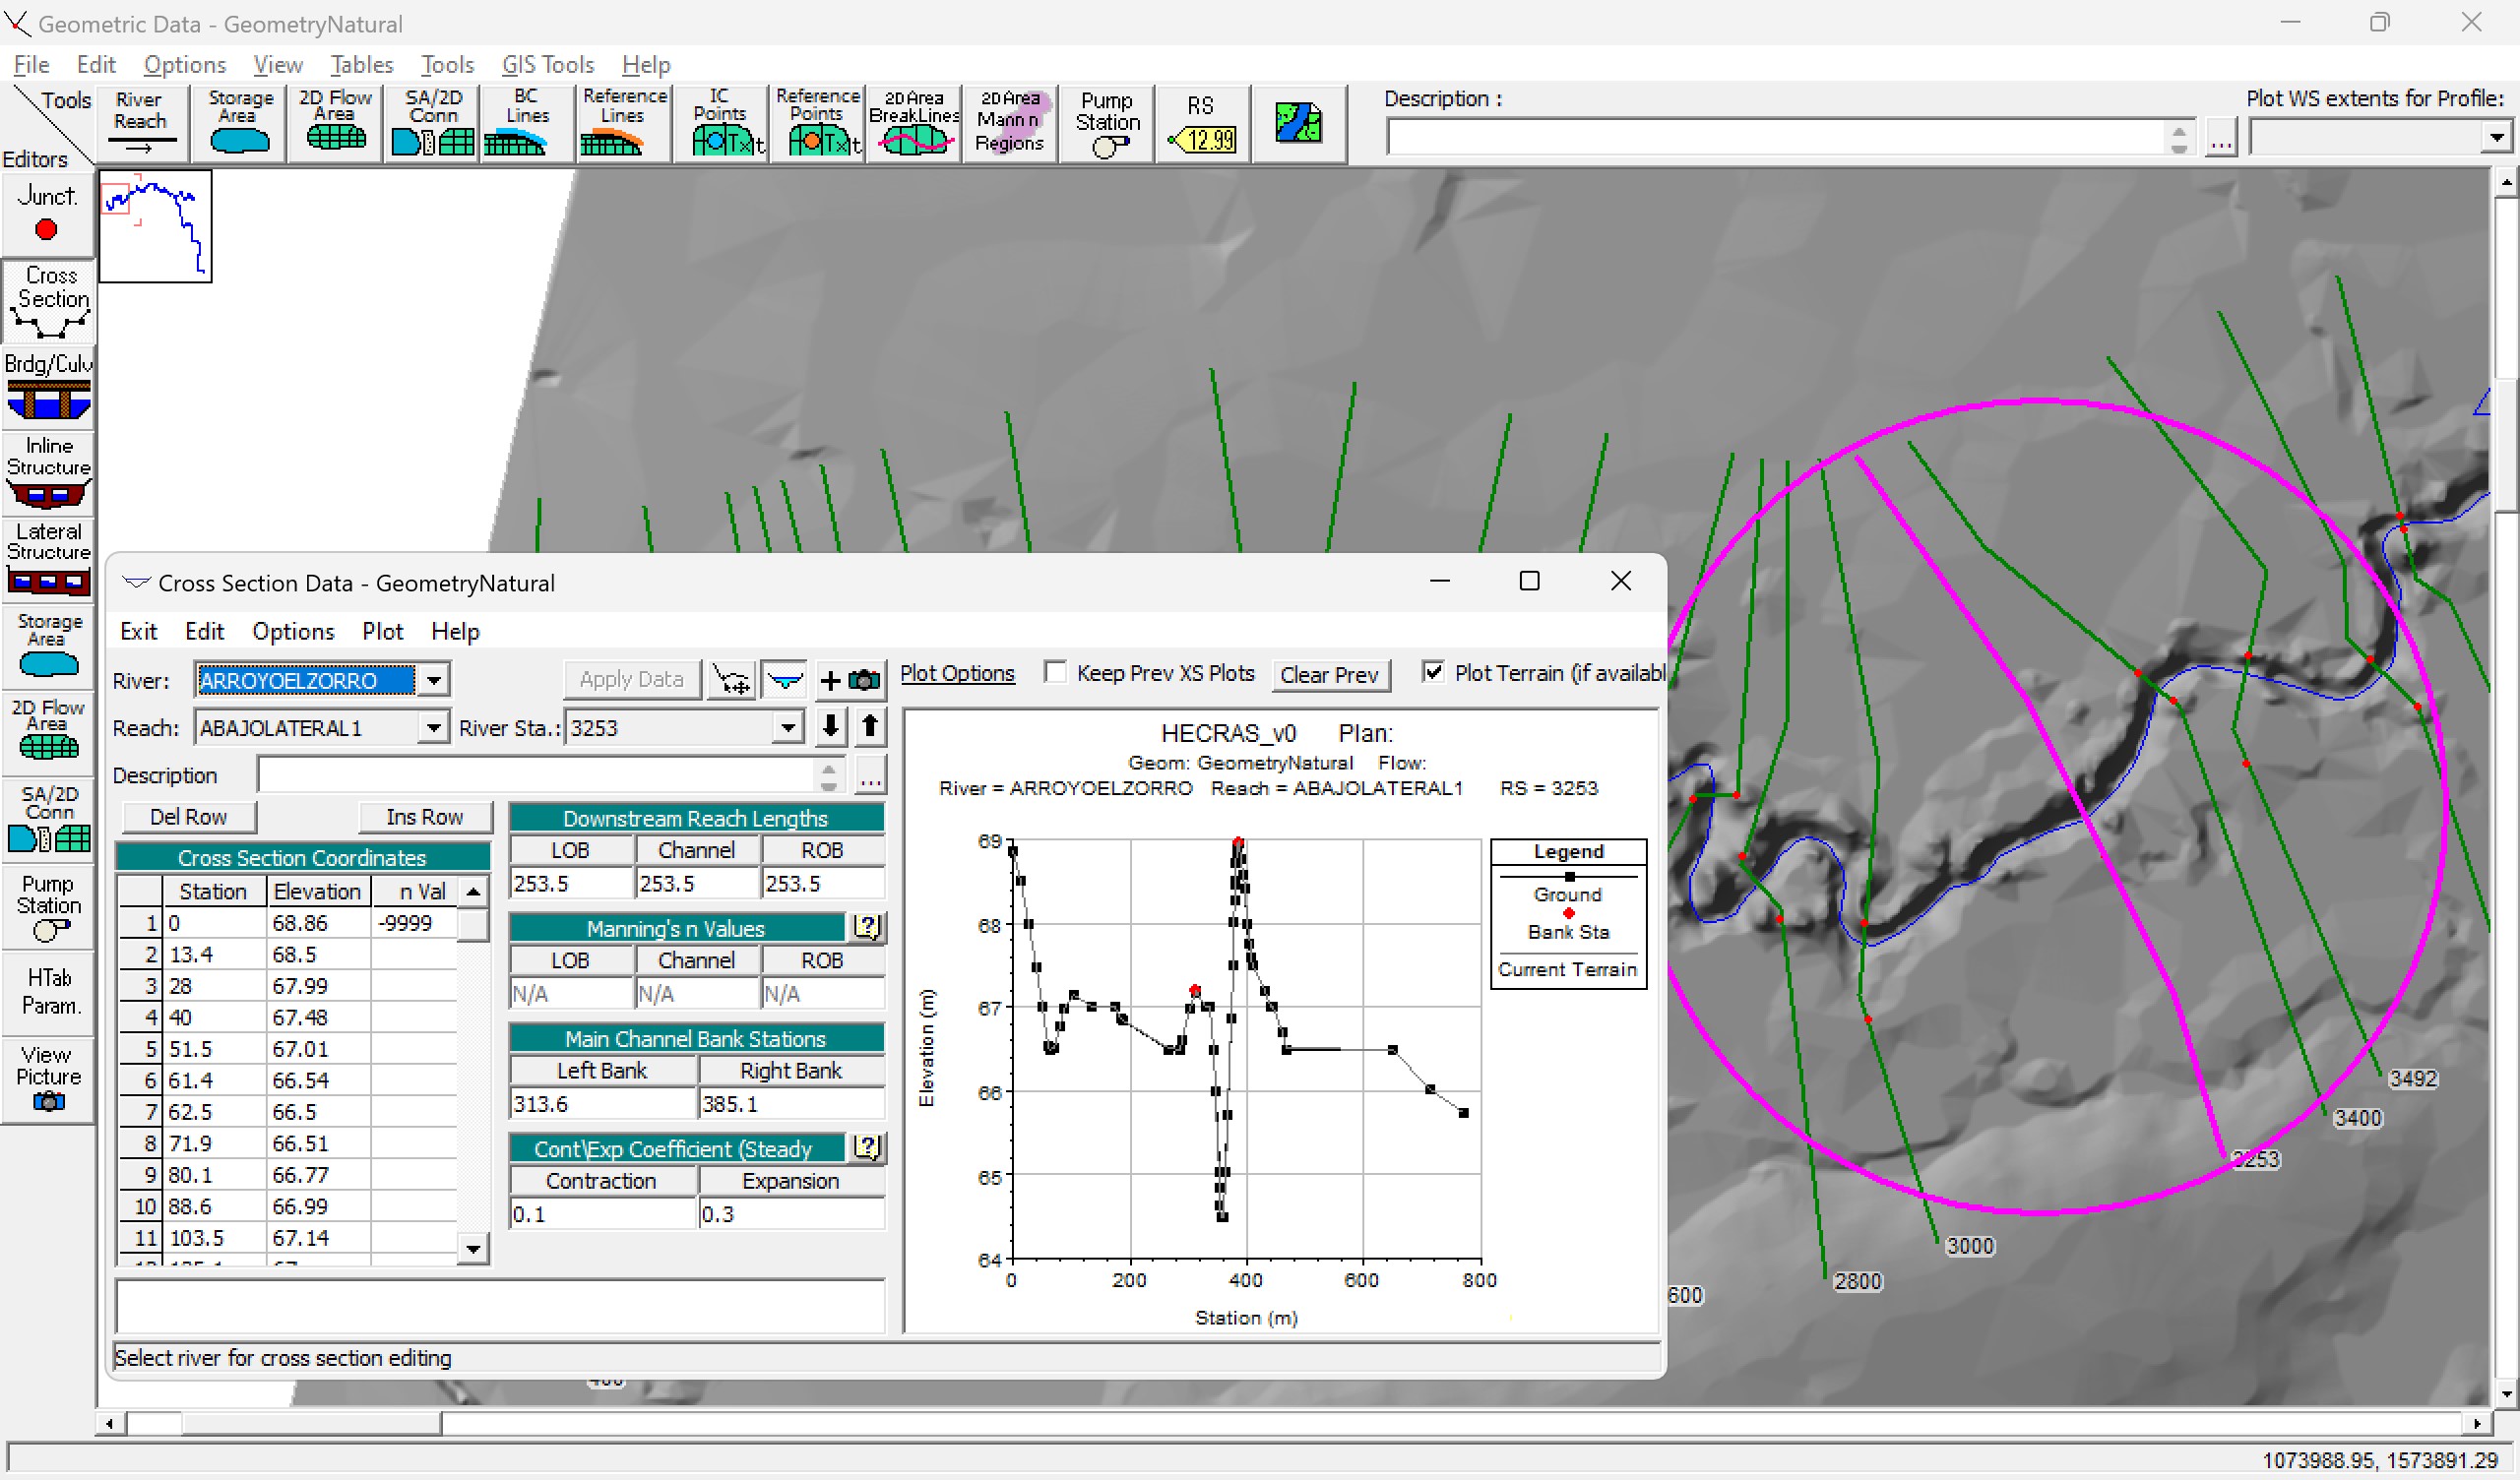 Geometric Data - GeometryNatural
File Edit Options View Tables Tools GIS Tools Help
Tools
Editors
River Reach
Storage Area
2D Flow Area
SA/2D Conn
BC Lines
Reference Lines
IC Points
Reference Points
2D Area BreakLines
2D Area Mann n Regions
Pump Station
RS
12.99
Description :
...
Plot WS extents for Profile:
Junct.
Cross Section
Brdg/Culv
Inline Structure
Lateral Structure
Storage Area
2D Flow Area
SA/2D Conn
Pump Station
HTab Param.
View Picture
Cross Section Data - GeometryNatural
Exit Edit Options Plot Help
River: ARROYOELZORRO
Apply Data
Plot Options
Keep Prev XS Plots
Clear Prev
Plot Terrain (if availabl
Reach: ABAJOLATERAL1 River Sta.: 3253
Description
...
Del Row Ins Row
Cross Section Coordinates
Station Elevation n Val
1 0 68.86 -9999
2 13.4 68.5
3 28 67.99
4 40 67.48
5 51.5 67.01
6 61.4 66.54
7 62.5 66.5
8 71.9 66.51
9 80.1 66.77
10 88.6 66.99
11 103.5 67.14
Downstream Reach Lengths
LOB Channel ROB
253.5 253.5 253.5
Manning's n Values
LOB Channel ROB
N/A N/A N/A
Main Channel Bank Stations
Left Bank Right Bank
313.6 385.1
Cont\Exp Coefficient (Steady
Contraction Expansion
0.1 0.3
Select river for cross section editing
HECRAS_v0 Plan:
Geom: GeometryNatural Flow:
River = ARROYOELZORRO Reach = ABAJOLATERAL1 RS = 3253
69
68
67
66
65
64
0 200 400 600 800
Elevation (m)
Station (m)
Legend
Ground
Bank Sta
Current Terrain
3492
3400
3253
3000
2800
600
1073988.95, 1573891.29